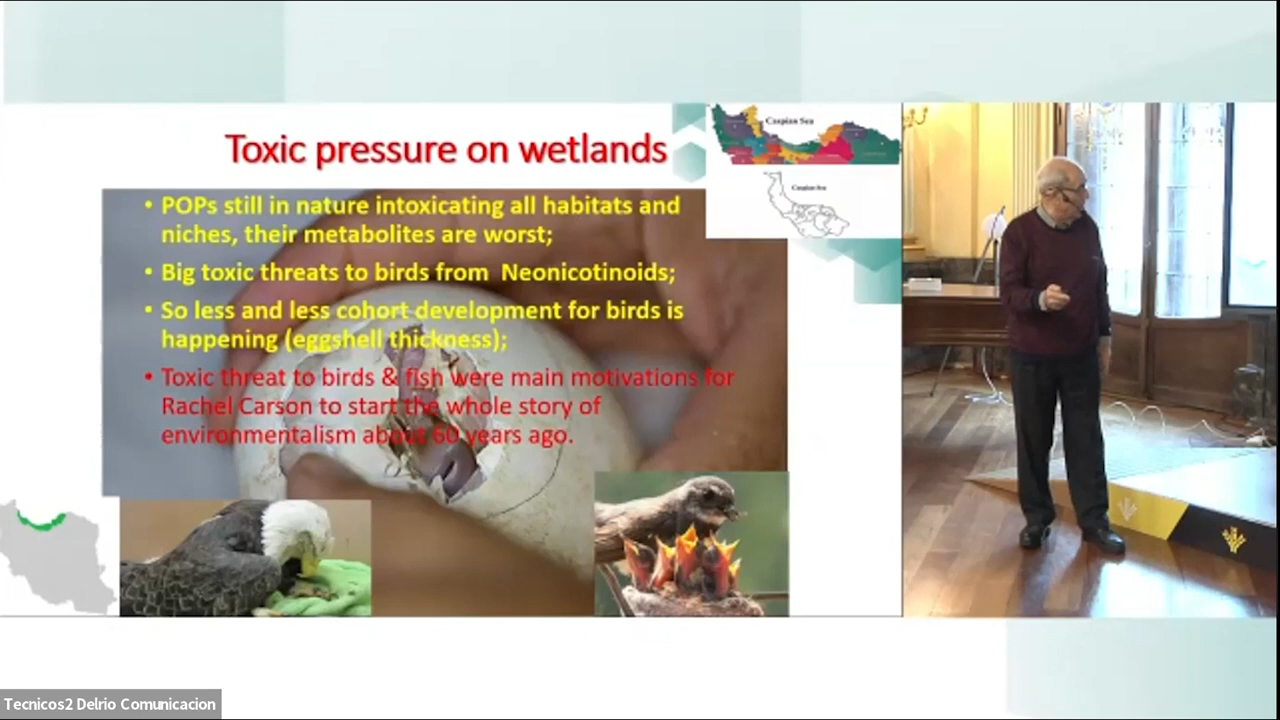 Toxic pressure on wetlands
Caspian Sea
Caspian Sea
• POPs still in nature intoxicating all habitats and
niches, their metabolites are worst;
• Big toxic threats to birds from Neonicotinoids;
• So less and less cohort development for birds is
happening (eggshell thickness);
• Toxic threat to birds & fish were main motivations for
Rachel Carson to start the whole story of
environmentalism about 60 years ago.
Tecnicos2 Delrio Comunicacion